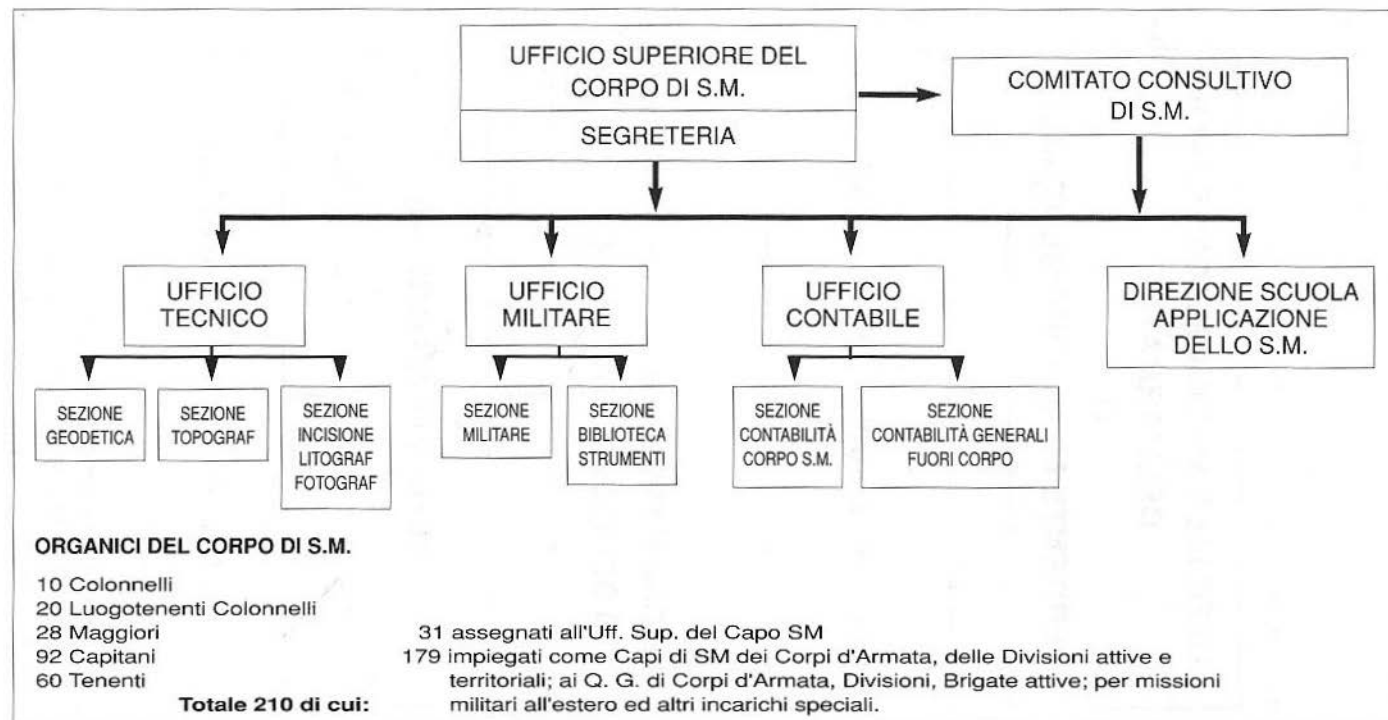 UFFICIO SUPERIORE DEL
CORPO DI S.M.
SEGRETERIA
COMITATO CONSULTIVO
DI S.M.
UFFICIO
TECNICO
UFFICIO
MILITARE
UFFICIO
CONTABILE
DIREZIONE SCUOLA
APPLICAZIONE
DELLO S.M.
SEZIONE
GEODETICA
SEZIONE
TOPOGRAF
SEZIONE
INCISIONE
LITOGRAF
FOTOGRAF
SEZIONE
MILITARE
SEZIONE
BIBLIOTECA
STRUMENTI
SEZIONE
CONTABILITÀ
CORPO S.M.
SEZIONE
CONTABILITÀ GENERALI
FUORI CORPO
ORGANICI DEL CORPO DI S.M.
10 Colonnelli
20 Luogotenenti Colonnelli
28 Maggiori
92 Capitani
60 Tenenti
Totale 210 di cui:
31 assegnati all'Uff. Sup. del Capo SM
179 impiegati come Capi di SM dei Corpi d'Armata, delle Divisioni attive e
territoriali; ai Q. G. di Corpi d'Armata, Divisioni, Brigate attive; per missioni
militari all'estero ed altri incarichi speciali.